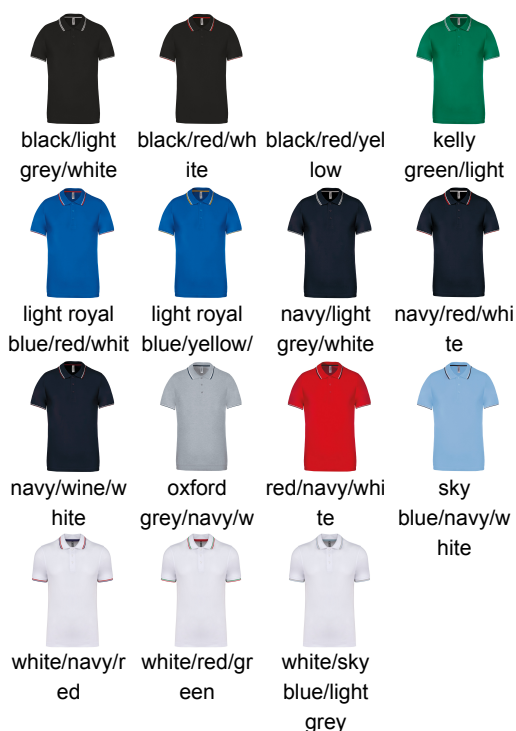 black/light
grey/white
black/red/wh
ite
black/red/yel
low
kelly
green/light
light royal
blue/red/whit
light royal
blue/yellow/
navy/light
grey/white
navy/red/whi
te
navy/wine/w
hite
oxford
grey/navy/w
red/navy/whi
te
sky
blue/navy/w
hite
white/navy/r
ed
white/red/gr
een
white/sky
blue/light
grey